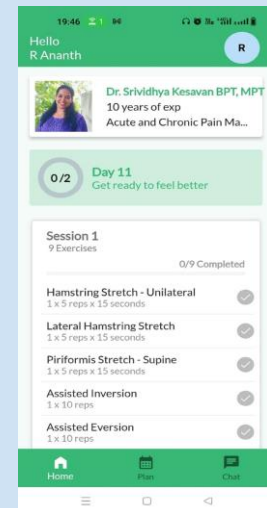 19:46
Hello
R Ananth
R
Dr. Srividhya Kesavan BPT, MPT
10 years of exp
Acute and Chronic Pain Ma...
0/2
Day 11
Get ready to feel better
Session 1
9 Exercises
0/9 Completed
Hamstring Stretch - Unilateral
1 x 5 reps x 15 seconds
Lateral Hamstring Stretch
1 x 5 reps x 15 seconds
Piriformis Stretch - Supine
1 x 5 reps x 15 seconds
Assisted Inversion
1 x 10 reps
Assisted Eversion
1 x 10 reps
Home
Plan
Chat